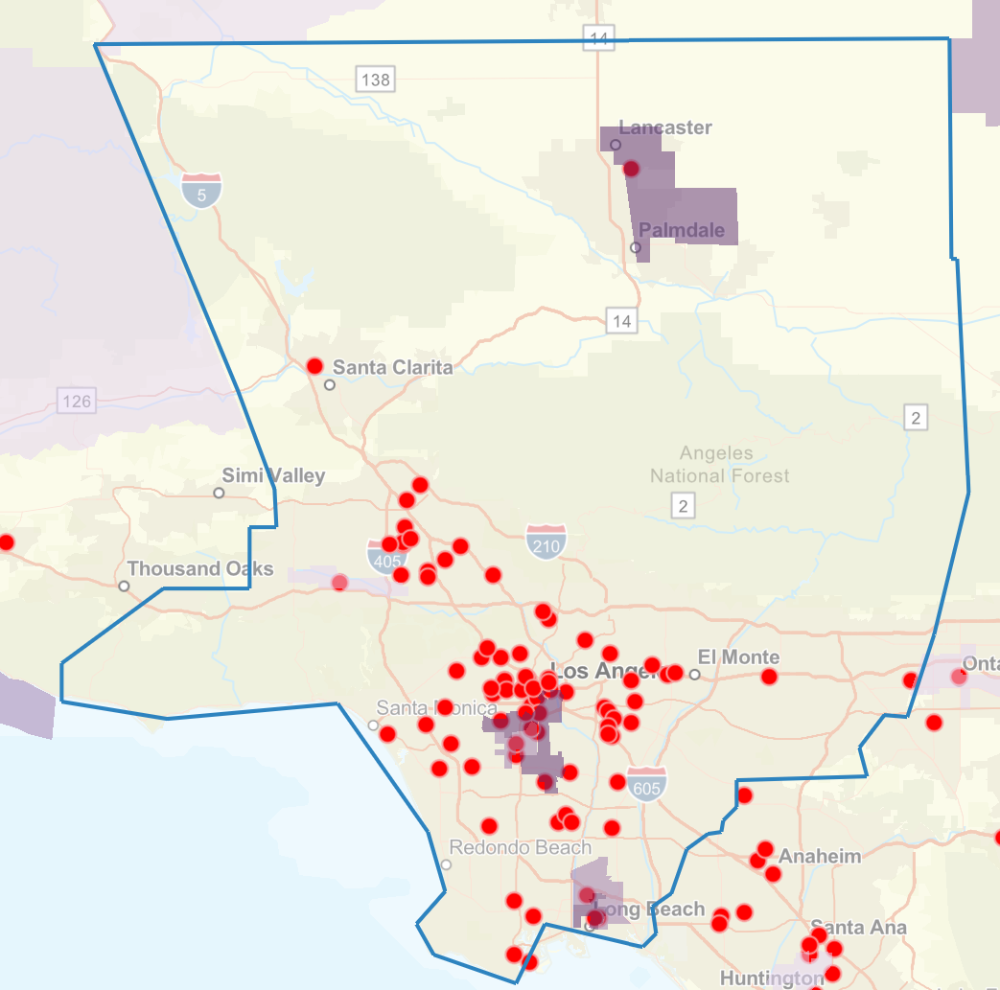 14
138
Lancaster
5
Palmdale
14
Santa Clarita
126
2
Angeles
National Forest
Simi Valley
2
210
405
Thousand Oaks
El Monte
Onta
Los Angel
Santa Monica
605
Redondo Beach
Anaheim
Long Beach
Santa Ana
Huntington